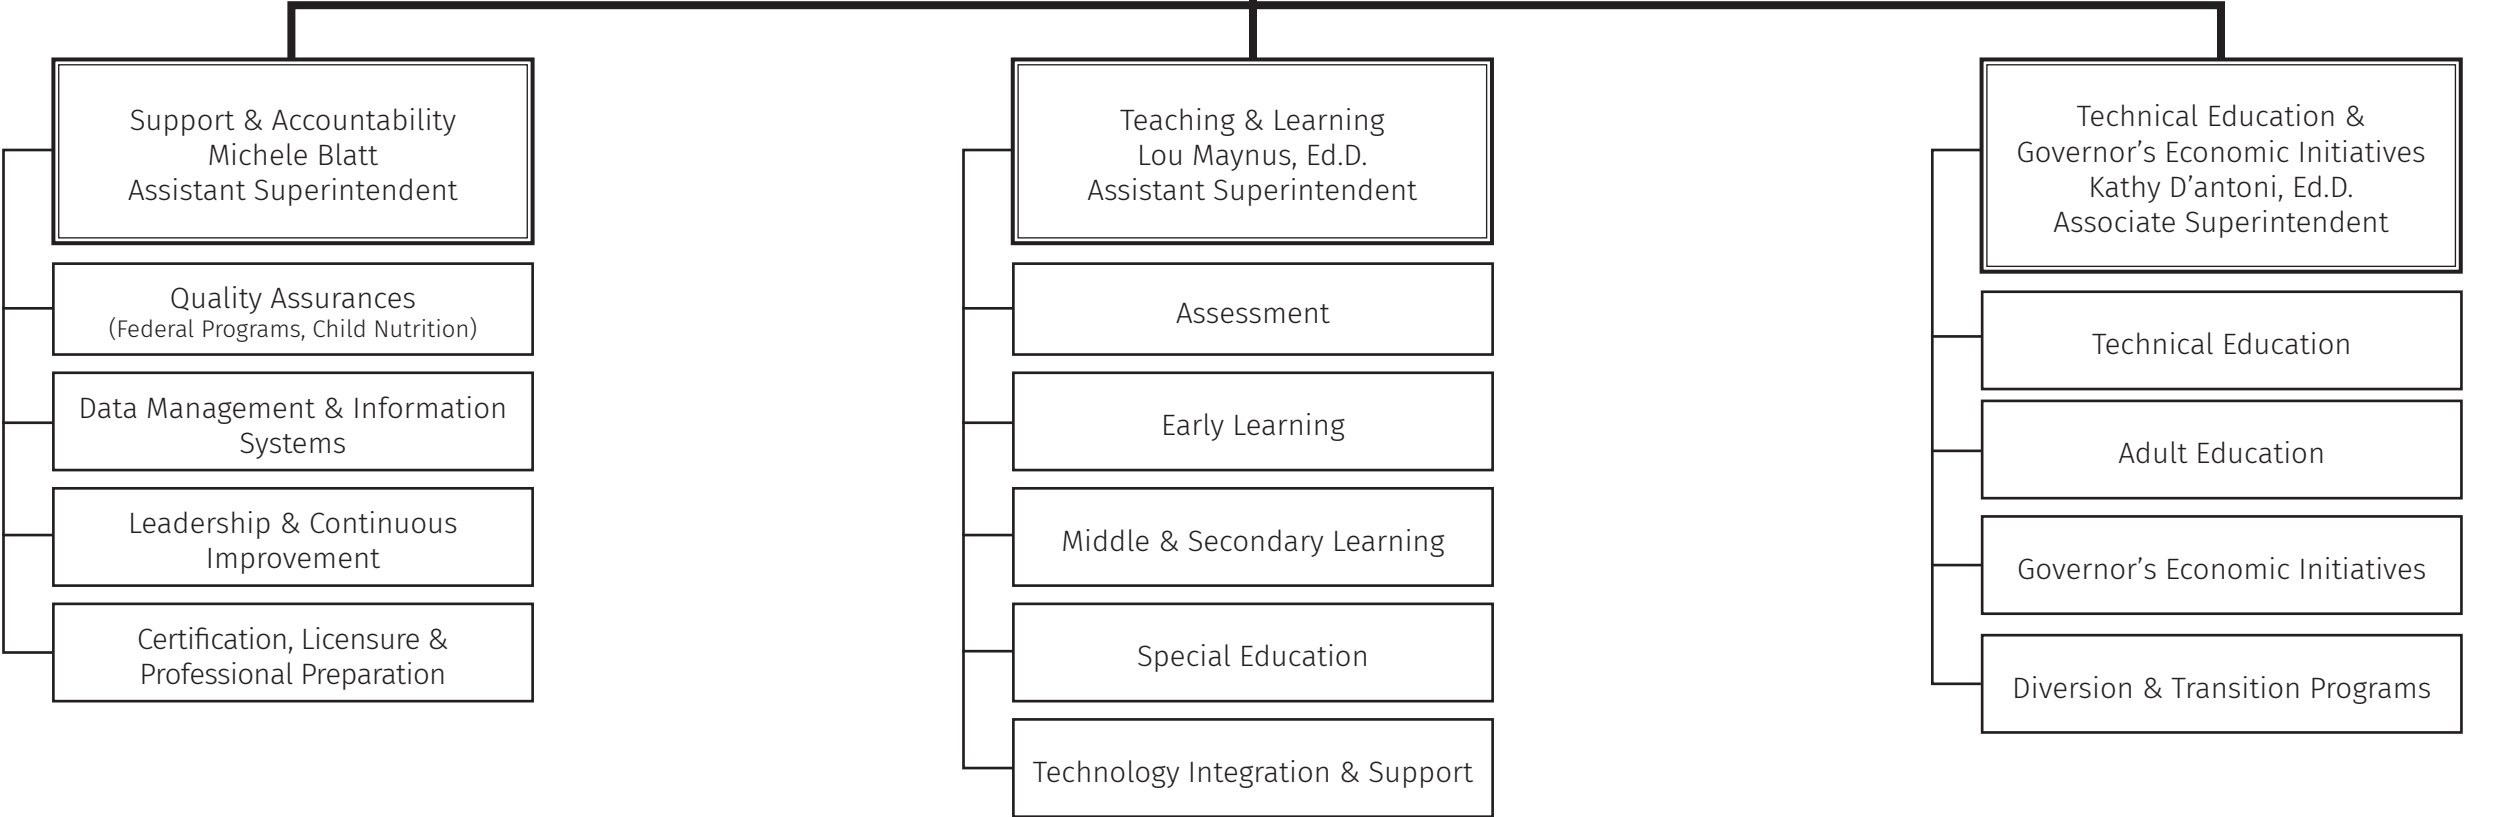 Support & Accountability
Michele Blatt
Assistant Superintendent
Quality Assurances
(Federal Programs, Child Nutrition)
Data Management & Information
Systems
Leadership & Continuous
Improvement
Certification, Licensure &
Professional Preparation
Teaching & Learning
Lou Maynus, Ed.D.
Assistant Superintendent
Assessment
Early Learning
Middle & Secondary Learning
Special Education
Technology Integration & Support
Technical Education &
Governor’s Economic Initiatives
Kathy D’antoni, Ed.D.
Associate Superintendent
Technical Education
Adult Education
Governor’s Economic Initiatives
Diversion & Transition Programs